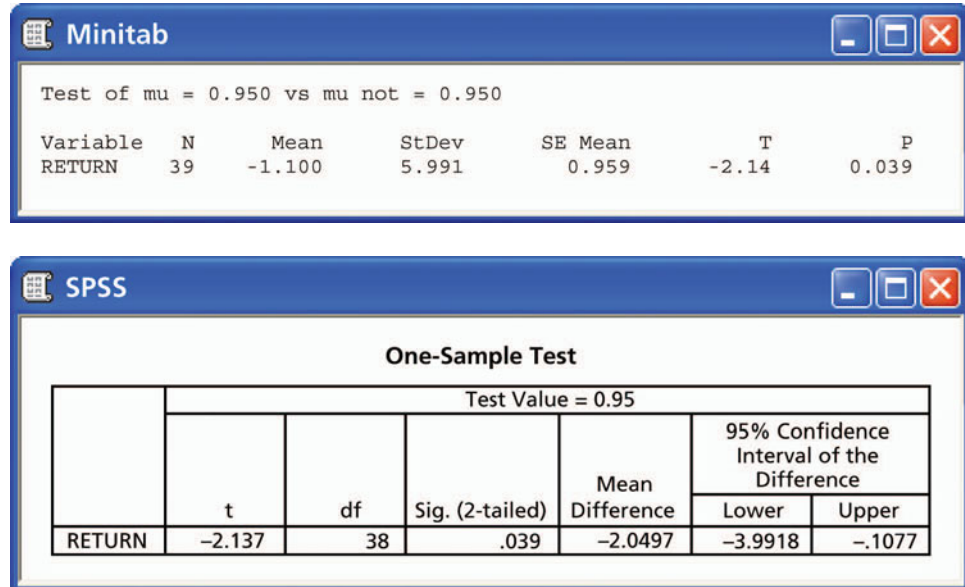 Minitab
Test of mu = 0.950 vs mu not = 0.950
Variable N Mean StDev SE Mean T P
RETURN 39 -1.100 5.991 0.959 -2.14 0.039
SPSS
One-Sample Test
Test Value = 0.95
95% Confidence
Interval of the
Difference
Mean
t df Sig. (2-tailed) Difference Lower Upper
RETURN –2.137 38 .039 –2.0497 –3.9918 –.1077